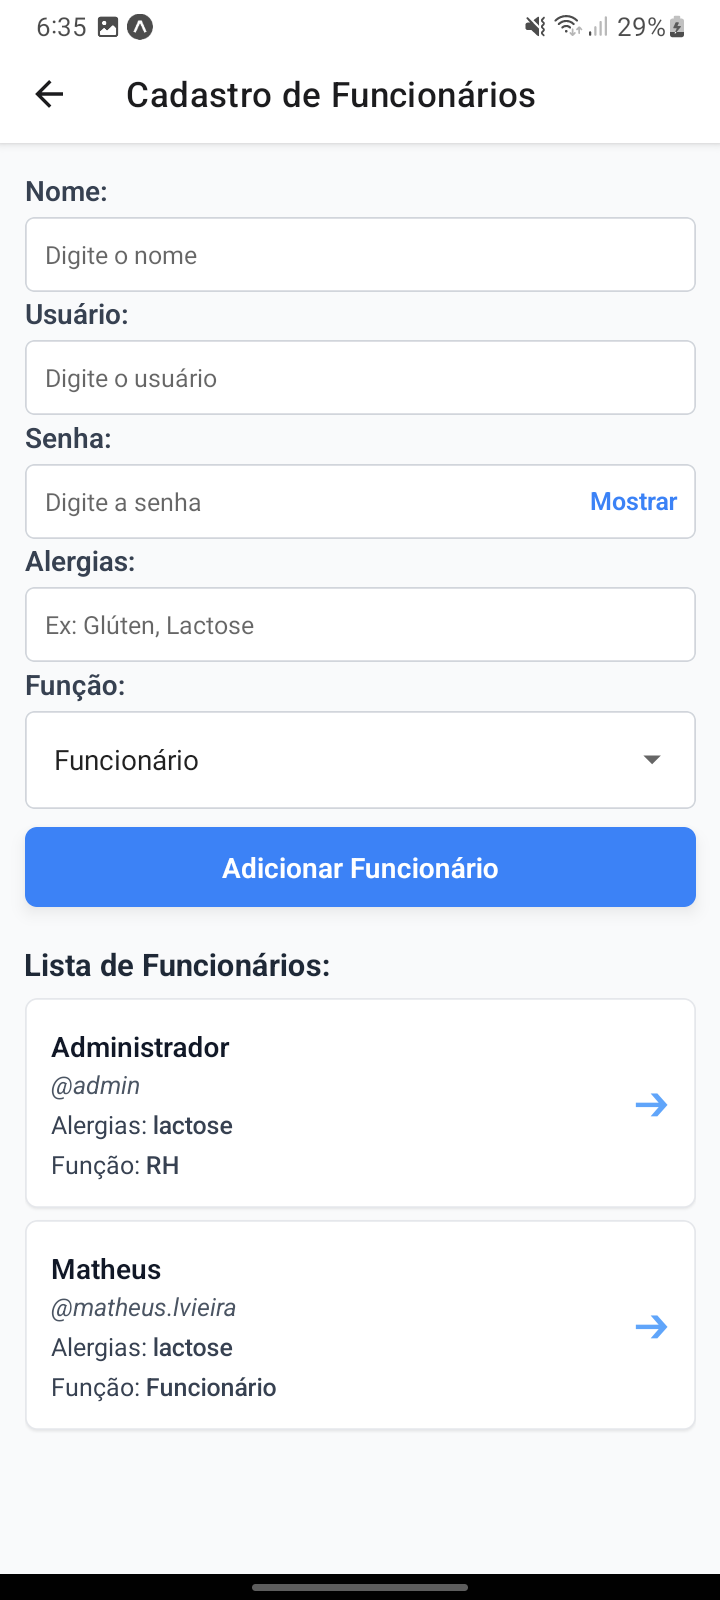 6:35 29%
Cadastro de Funcionários
Nome:
Digite o nome
Usuário:
Digite o usuário
Senha:
Digite a senha Mostrar
Alergias:
Ex: Glúten, Lactose
Função:
Funcionário
Adicionar Funcionário
Lista de Funcionários:
Administrador
@admin
Alergias: lactose
Função: RH
Matheus
@matheus.lvieira
Alergias: lactose
Função: Funcionário